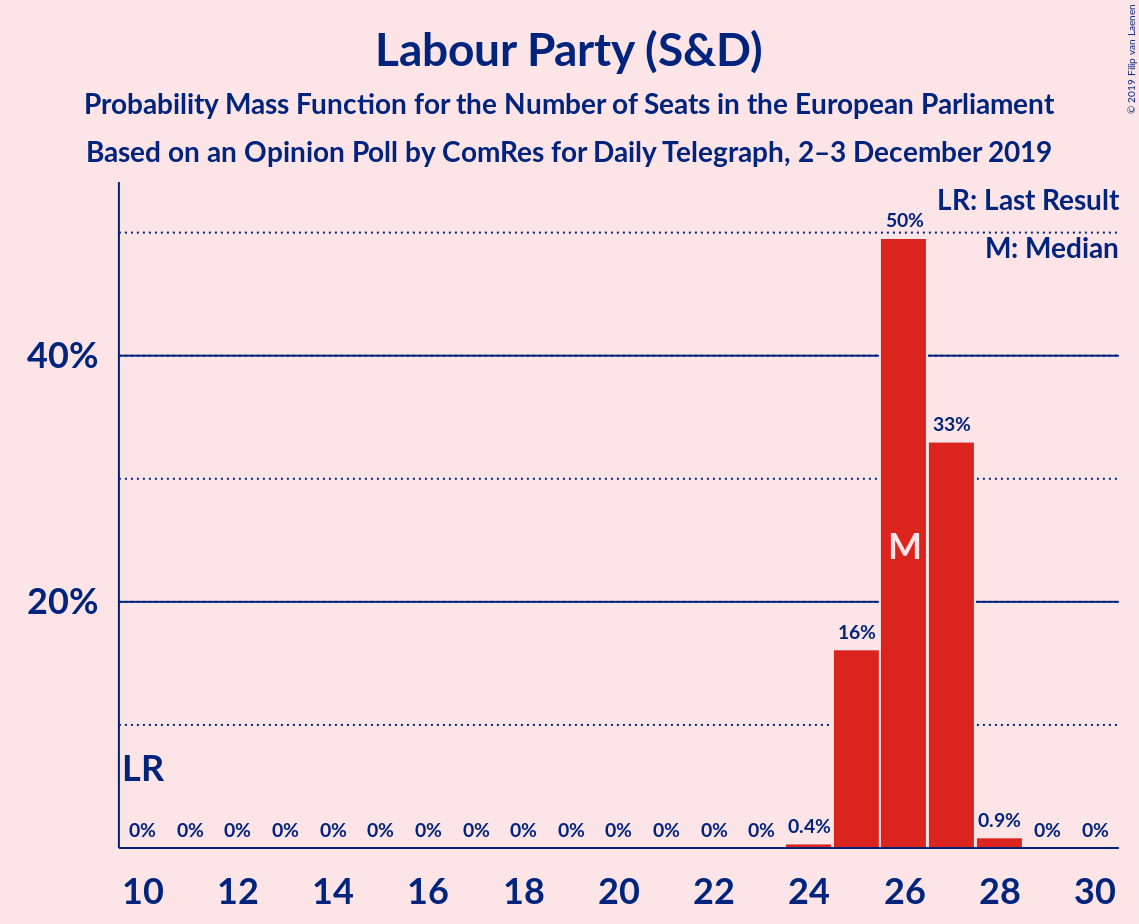 Labour Party (S&D)
Probability Mass Function for the Number of Seats in the European Parliament
Based on an Opinion Poll by ComRes for Daily Telegraph, 2–3 December 2019
© 2019 Filip van Laenen
LR: Last Result
M: Median
50%
40%
33%
M
20%
16%
LR
0% 0% 0% 0% 0% 0% 0% 0% 0% 0% 0% 0% 0% 0% 0.4% 0.9% 0% 0%
10 12 14 16 18 20 22 24 26 28 30